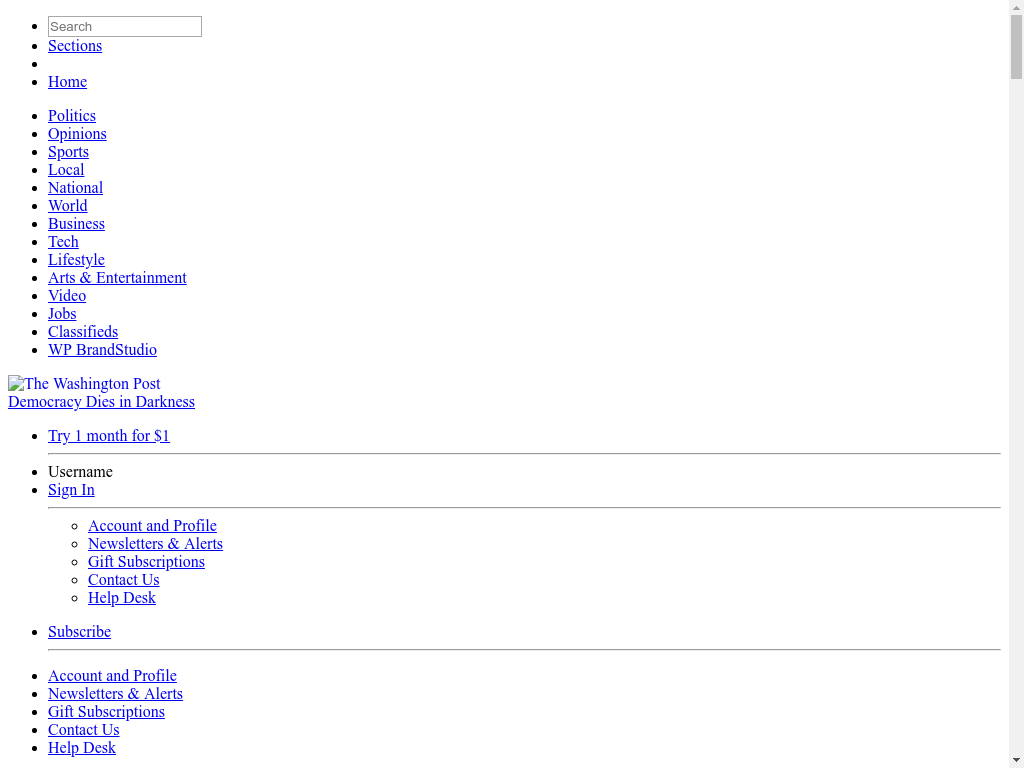 Search
Sections
Home
Politics
Opinions
Sports
Local
National
World
Business
Tech
Lifestyle
Arts & Entertainment
Video
Jobs
Classifieds
WP BrandStudio
The Washington Post
Democracy Dies in Darkness
Try 1 month for $1
Username
Sign In
Account and Profile
Newsletters & Alerts
Gift Subscriptions
Contact Us
Help Desk
Subscribe
Account and Profile
Newsletters & Alerts
Gift Subscriptions
Contact Us
Help Desk